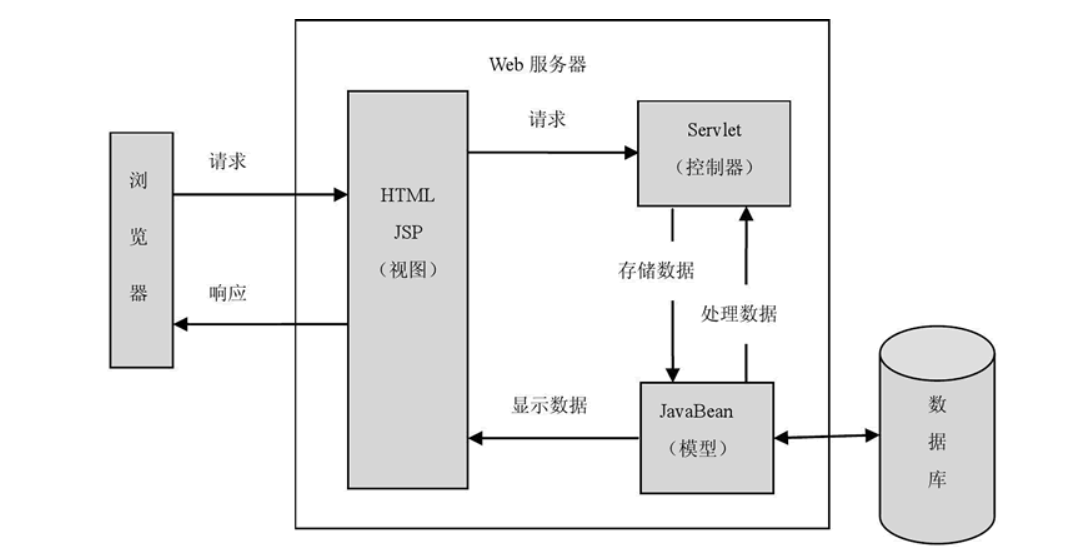 Web 服务器
请求
Servlet
(控制器)
浏
览
器
请求
响应
HTML
JSP
(视图)
存储数据
处理数据
显示数据
JavaBean
(模型)
数
据
库